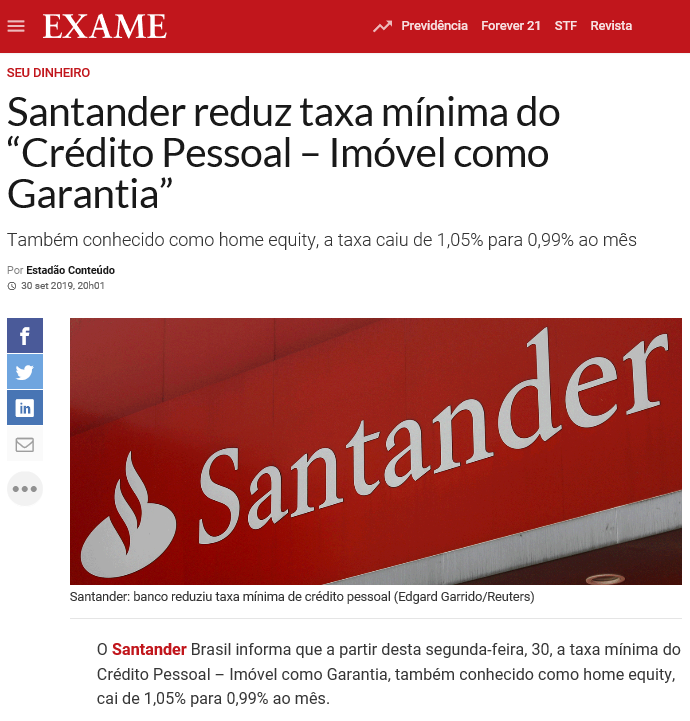 EXAME
Previdência Forever 21 STF Revista
SEU DINHEIRO
Santander reduz taxa mínima do
“Crédito Pessoal – Imóvel como
Garantia”
Também conhecido como home equity, a taxa caiu de 1,05% para 0,99% ao mês
Por Estadão Conteúdo
30 set 2019, 20h01
Santander
Santander: banco reduziu taxa mínima de crédito pessoal (Edgard Garrido/Reuters)
O Santander Brasil informa que a partir desta segunda-feira, 30, a taxa mínima do
Crédito Pessoal – Imóvel como Garantia, também conhecido como home equity,
cai de 1,05% para 0,99% ao mês.